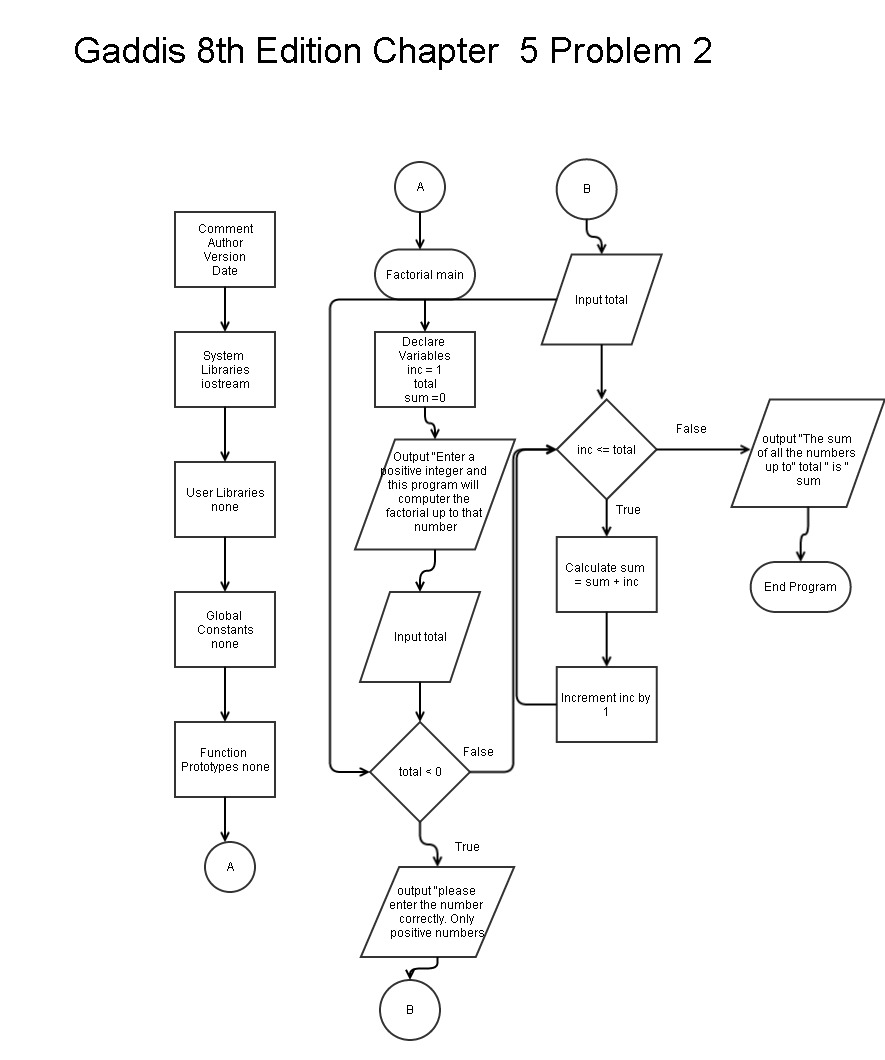 Gaddis 8th Edition Chapter 5 Problem 2
Comment
Author
Version
Date
System
Libraries
iostream
User Libraries
none
Global
Constants
none
Function
Prototypes none
A
A
Factorial main
Declare
Variables
inc = 1
total
sum =0
Output "Enter a
positive integer and
this program will
computer the
factorial up to that
number
Input total
total < 0
False
True
output "please
enter the number
correctly. Only
positive numbers
B
B
Input total
inc <= total
False
True
Calculate sum
= sum + inc
Increment inc by
1
output "The sum
of all the numbers
up to" total " is "
sum
End Program